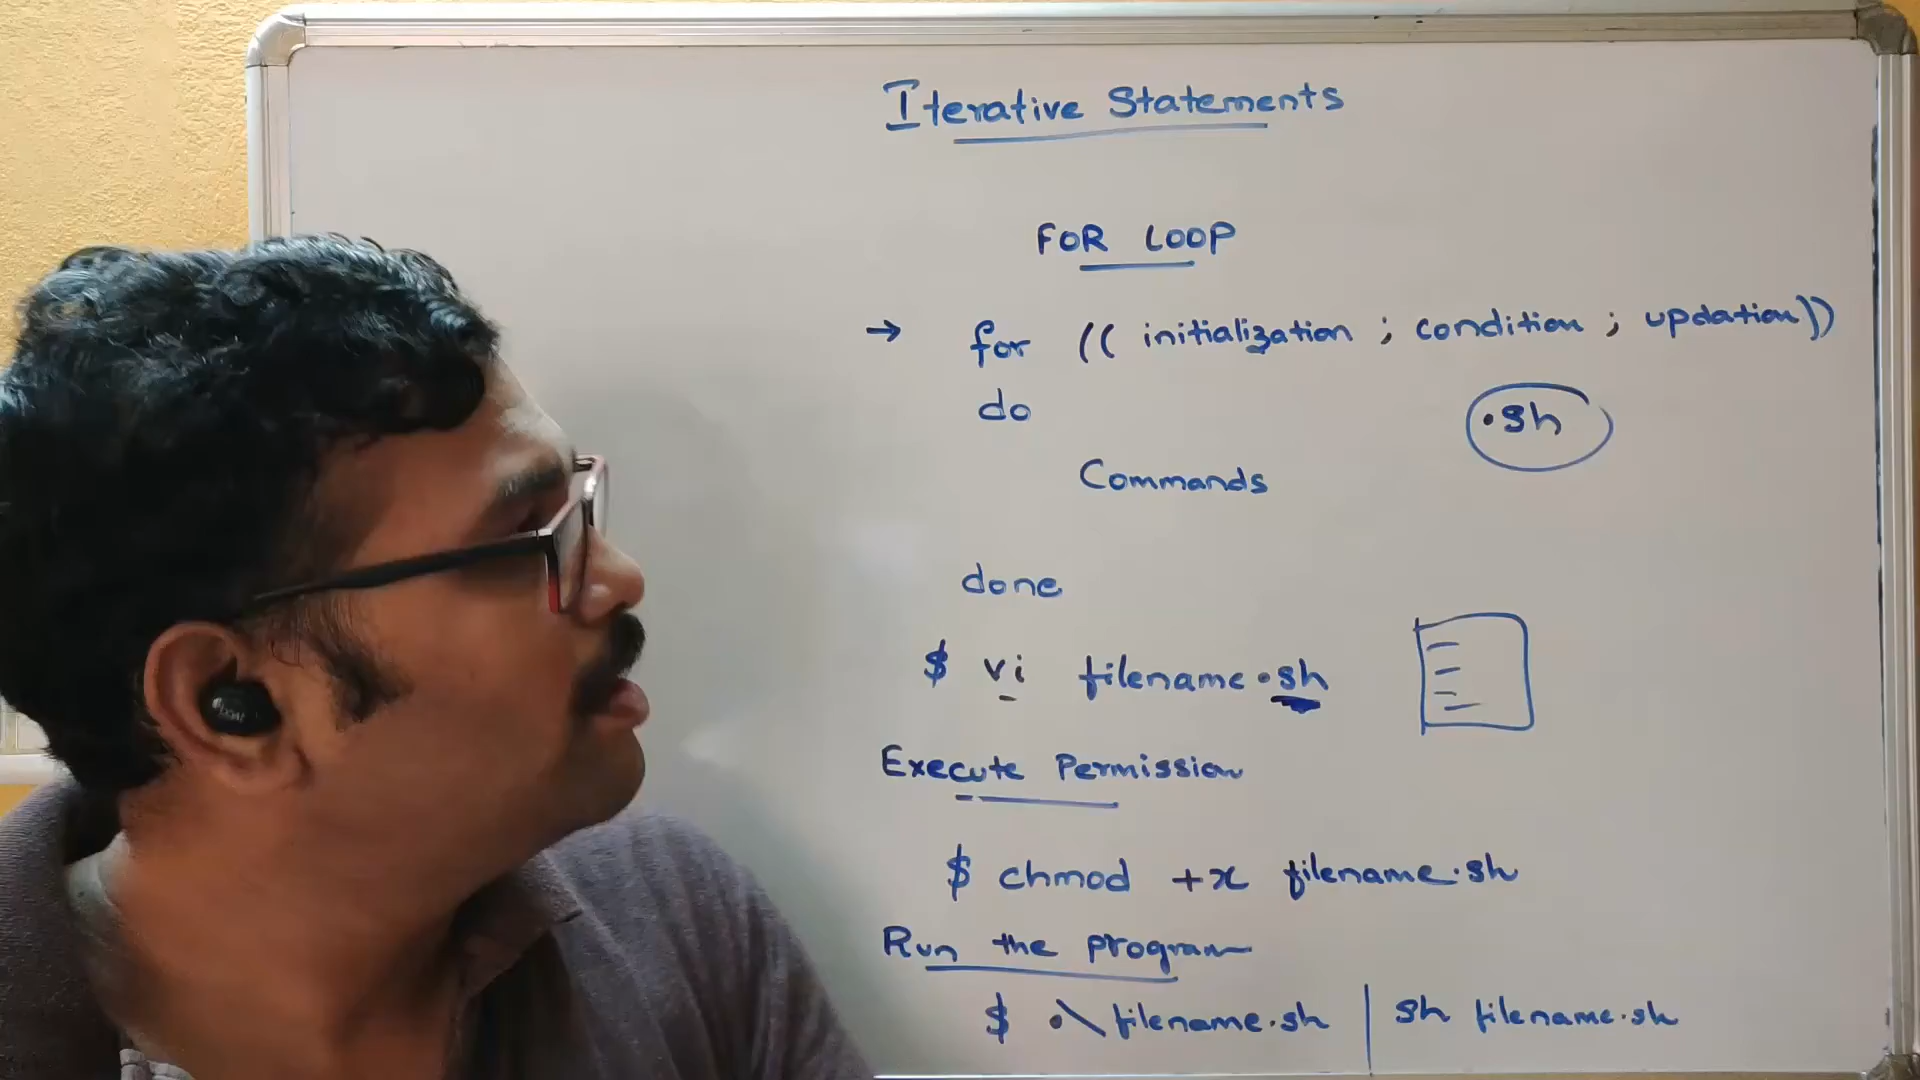 Iterative Statements
FOR LOOP
→ for (( initialization ; condition ; updation))
do
.sh
Commands
done
$ vi filename.sh
Execute Permission
$ chmod +x filename.sh
Run the program
$ .\filename.sh | sh filename.sh